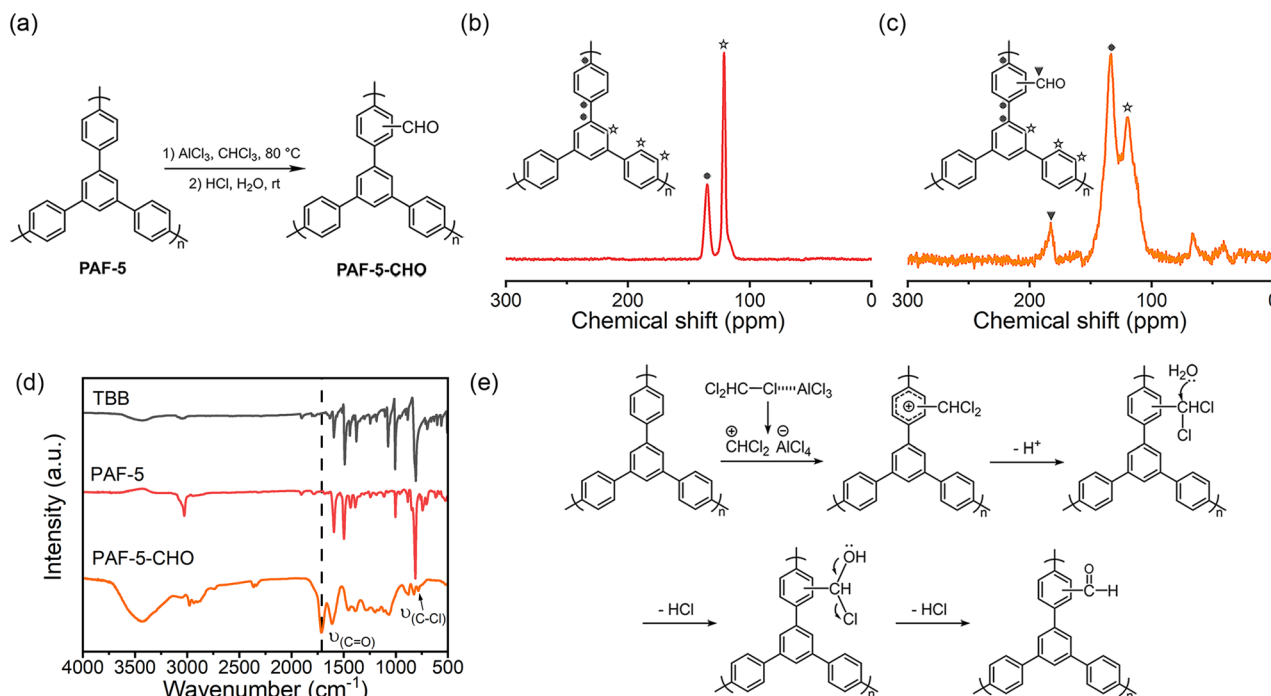 (a)
CHO
1) AlCl₃, CHCl₃, 80 °C
2) HCl, H₂O, rt
n
n
PAF-5
PAF-5-CHO
(b)
n
300
200
100
0
Chemical shift (ppm)
(c)
CHO
n
300
200
100
0
Chemical shift (ppm)
(d)
TBB
PAF-5
PAF-5-CHO
υ(C=O)
υ(C-Cl)
Intensity (a.u.)
4000
3500
3000
2500
2000
1500
1000
500
Wavenumber (cm⁻¹)
(e)
Cl₂HC—Cl·····AlCl₃
⊕ ⊖
CHCl₂ AlCl₄
n
+
CHCl₂
n
- H⁺
H₂O
CHCl
Cl
n
- HCl
OH
CH
Cl
n
- HCl
O
C-H
n